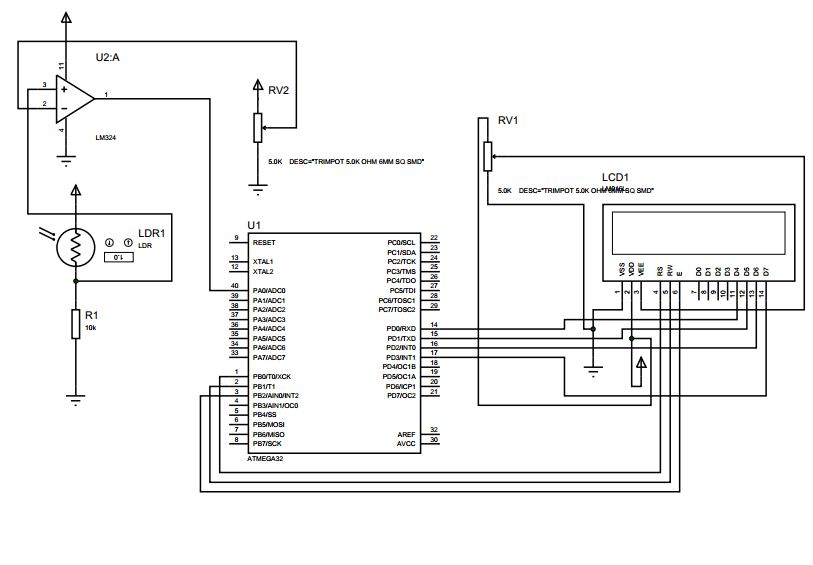 U2:A
11
3
2
1
4
LM324
RV2
5.0K DESC="TRIMPOT 5.0K OHM 6MM SQ SMD"
RV1
5.0K DESC="TRIMPOT 5.0K OHM 6MM SQ SMD"
LCD1
LDR1
LDR
1.0
R1
10k
U1
9 RESET
13 XTAL1
12 XTAL2
40 PA0/ADC0
39 PA1/ADC1
38 PA2/ADC2
37 PA3/ADC3
36 PA4/ADC4
35 PA5/ADC5
34 PA6/ADC6
33 PA7/ADC7
1 PB0/T0/XCK
2 PB1/T1
3 PB2/AIN0/INT2
4 PB3/AIN1/OC0
5 PB4/SS
6 PB5/MOSI
7 PB6/MISO
8 PB7/SCK
PC0/SCL 22
PC1/SDA 23
PC2/TCK 24
PC3/TMS 25
PC4/TDO 26
PC5/TDI 27
PC6/TOSC1 28
PC7/TOSC2 29
PD0/RXD 14
PD1/TXD 15
PD2/INT0 16
PD3/INT1 17
PD4/OC1B 18
PD5/OC1A 19
PD6/ICP1 20
PD7/OC2 21
AREF 32
AVCC 30
ATMEGA32
VSS VDD VEE RS RW E D0 D1 D2 D3 D4 D5 D6 D7
1 2 3 4 5 6 7 8 9 10 11 12 13 14